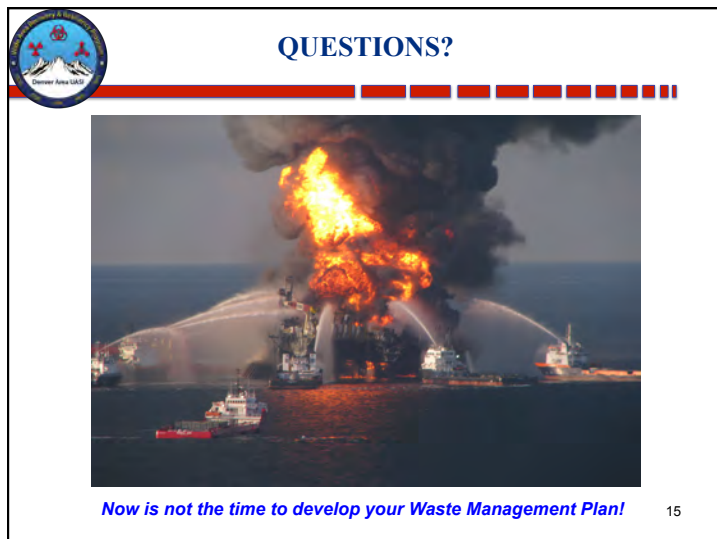 QUESTIONS?
Denver Area UASI
Now is not the time to develop your Waste Management Plan!
15